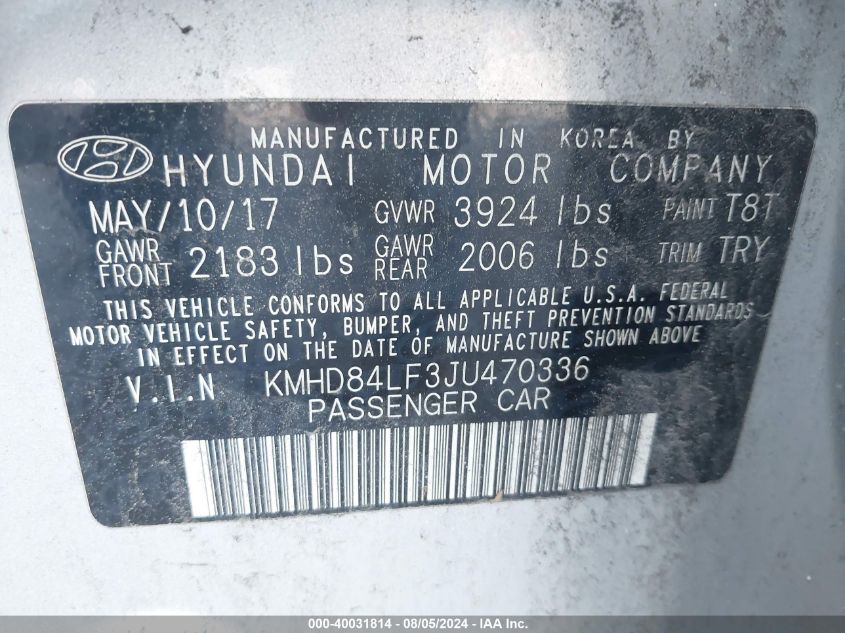 MANUFACTURED IN KOREA BY
HYUNDAI MOTOR COMPANY
MAY/10/17 GVWR 3924 lbs PAINT T8T
GAWR FRONT 2183 lbs GAWR REAR 2006 lbs TRIM TRY
THIS VEHICLE CONFORMS TO ALL APPLICABLE U.S.A. FEDERAL
MOTOR VEHICLE SAFETY, BUMPER, AND THEFT PREVENTION STANDARDS
IN EFFECT ON THE DATE OF MANUFACTURE SHOWN ABOVE
V.I.N KMHD84LF3JU470336
PASSENGER CAR
000-40031814 - 08/05/2024 - IAA Inc.